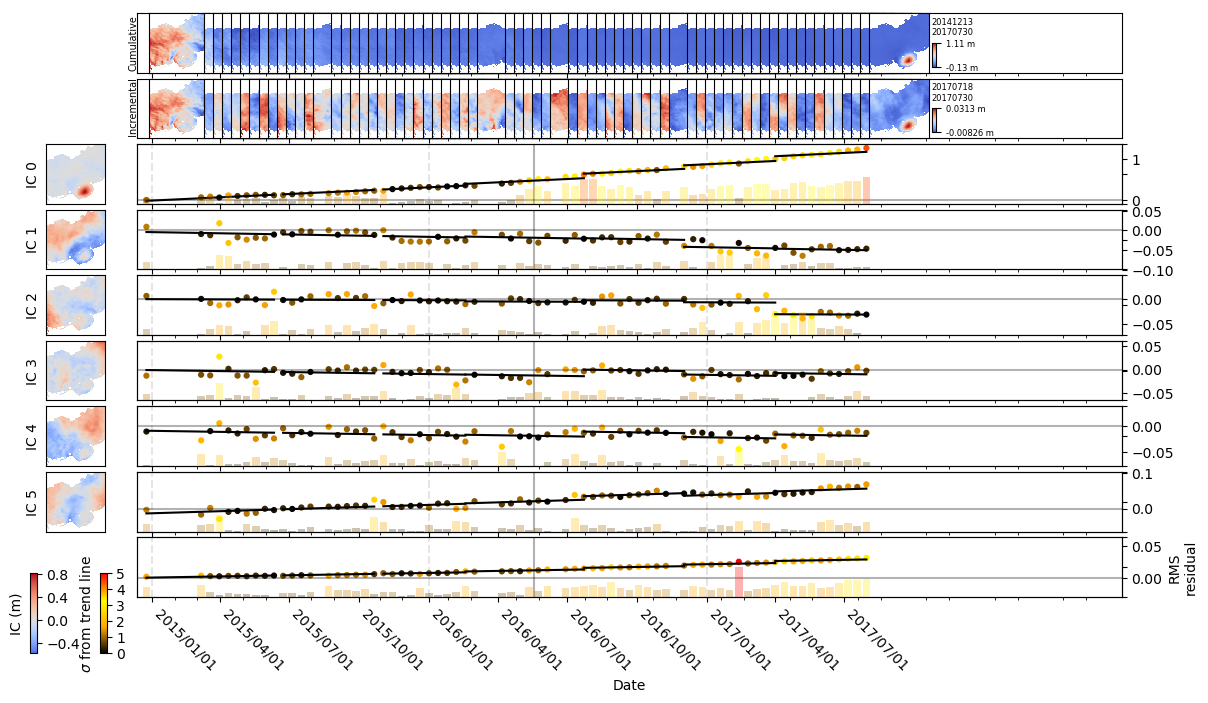 Cumulative
20141213
20170730
1.11 m
-0.13 m
Incremental
20170718
20170730
0.0313 m
-0.00826 m
IC 0
1
0
IC 1
0.05
0.00
−0.05
−0.10
IC 2
0.00
−0.05
IC 3
0.05
0.00
−0.05
IC 4
0.00
−0.05
IC 5
0.1
0.0
0.05
0.00
RMS
residual
IC (m)
0.8
0.4
0.0
−0.4
σ from trend line
5
4
3
2
1
0
2015/01/01
2015/04/01
2015/07/01
2015/10/01
2016/01/01
2016/04/01
2016/07/01
2016/10/01
2017/01/01
2017/04/01
2017/07/01
Date